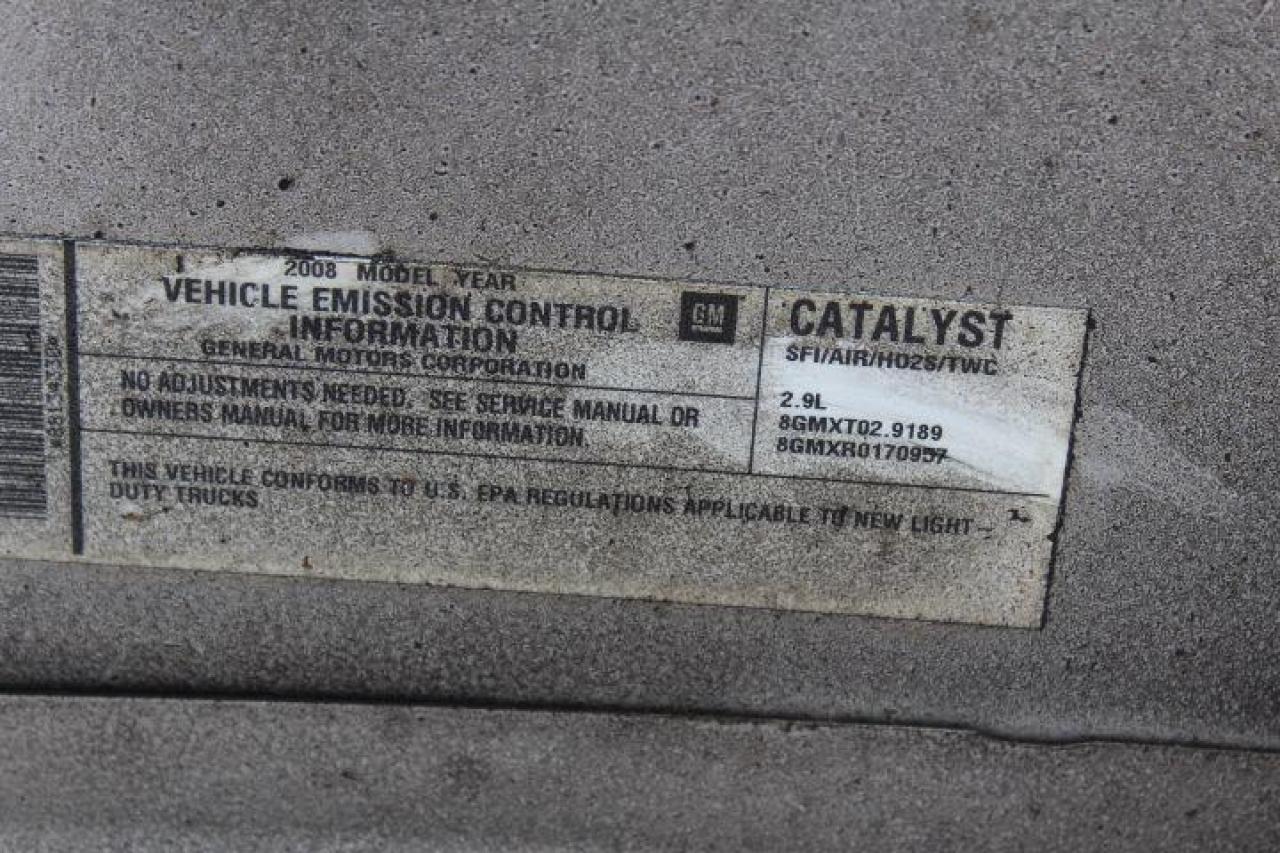 2008 MODEL YEAR
VEHICLE EMISSION CONTROL
INFORMATION
GENERAL MOTORS CORPORATION
GM
NO ADJUSTMENTS NEEDED. SEE SERVICE MANUAL OR
OWNERS MANUAL FOR MORE INFORMATION.
CATALYST
SFI/AIR/HO2S/TWC
2.9L
8GMXT02.9189
8GMXR0170957
THIS VEHICLE CONFORMS TO U.S. EPA REGULATIONS APPLICABLE TO NEW LIGHT-
DUTY TRUCKS